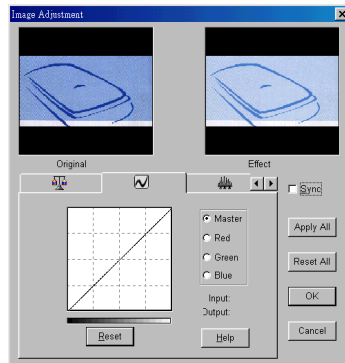 Image Adjustment
Original
Effect
Sync
Master
Red
Green
Blue
Input:
Output:
Reset
Help
Apply All
Reset All
OK
Cancel